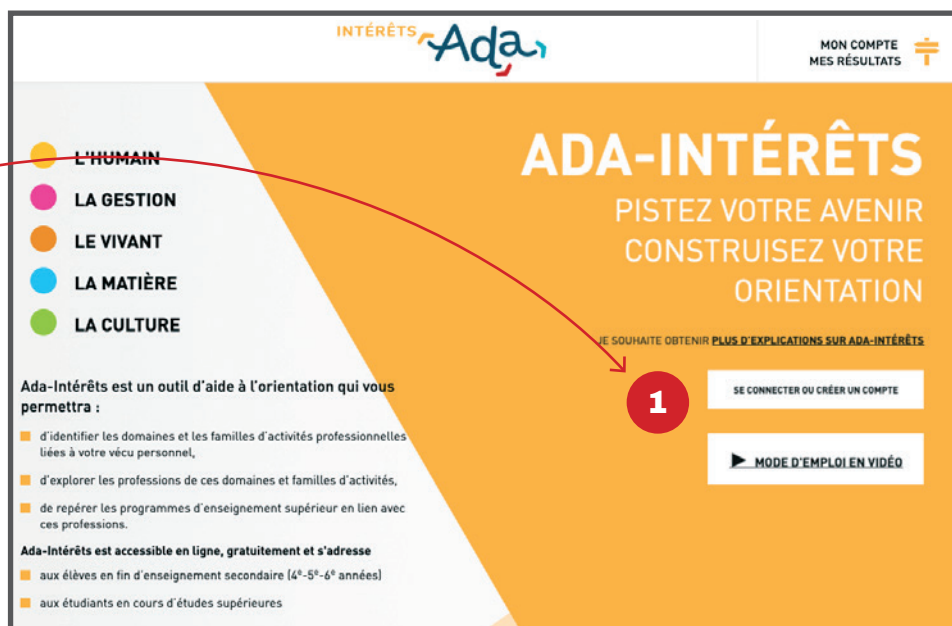 INTÉRÊTS
Ada
MON COMPTE
MES RÉSULTATS
L'HUMAIN
LA GESTION
LE VIVANT
LA MATIÈRE
LA CULTURE
ADA-INTÉRÊTS
PISTEZ VOTRE AVENIR
CONSTRUISEZ VOTRE
ORIENTATION
JE SOUHAITE OBTENIR PLUS D'EXPLICATIONS SUR ADA-INTÉRÊTS
1
SE CONNECTER OU CRÉER UN COMPTE
MODE D'EMPLOI EN VIDÉO
Ada-Intérêts est un outil d'aide à l'orientation qui vous
permettra :
d'identifier les domaines et les familles d'activités professionnelles
liées à votre vécu personnel,
d'explorer les professions de ces domaines et familles d'activités,
de repérer les programmes d'enseignement supérieur en lien avec
ces professions.
Ada-Intérêts est accessible en ligne, gratuitement et s'adresse
aux élèves en fin d'enseignement secondaire (4e-5e-6e années)
aux étudiants en cours d'études supérieures